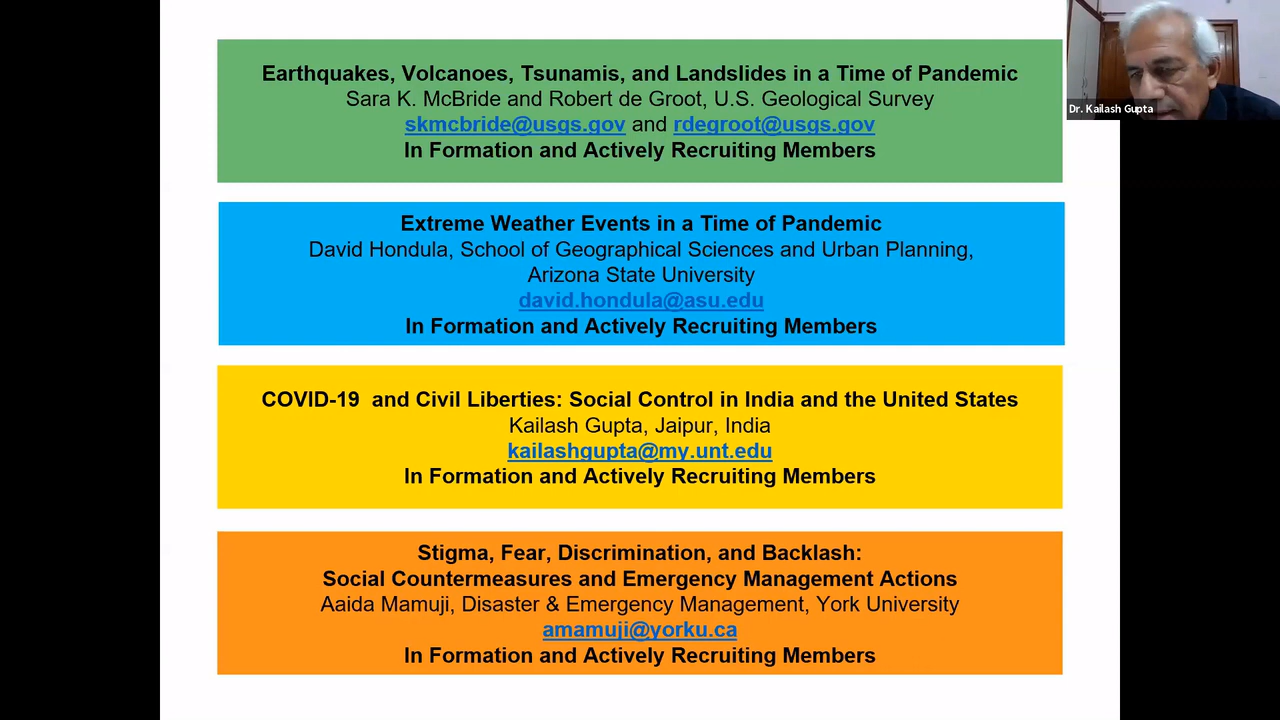 Earthquakes, Volcanoes, Tsunamis, and Landslides in a Time of Pandemic
Sara K. McBride and Robert de Groot, U.S. Geological Survey
skmcbride@usgs.gov and rdegroot@usgs.gov
In Formation and Actively Recruiting Members
Extreme Weather Events in a Time of Pandemic
David Hondula, School of Geographical Sciences and Urban Planning,
Arizona State University
david.hondula@asu.edu
In Formation and Actively Recruiting Members
COVID-19  and Civil Liberties: Social Control in India and the United States
Kailash Gupta, Jaipur, India
kailashgupta@my.unt.edu
In Formation and Actively Recruiting Members
Stigma, Fear, Discrimination, and Backlash:
Social Countermeasures and Emergency Management Actions
Aaida Mamuji, Disaster & Emergency Management, York University
amamuji@yorku.ca
In Formation and Actively Recruiting Members
Dr. Kailash Gupta